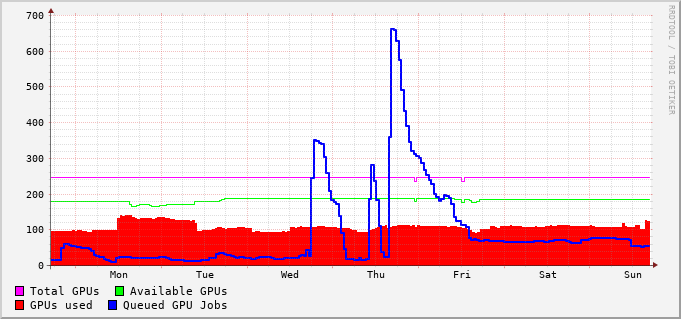 700
600
500
400
300
200
100
0
Mon Tue Wed Thu Fri Sat Sun
Total GPUs Available GPUs
GPUs used Queued GPU Jobs
RRDTOOL / TOBI OETIKER